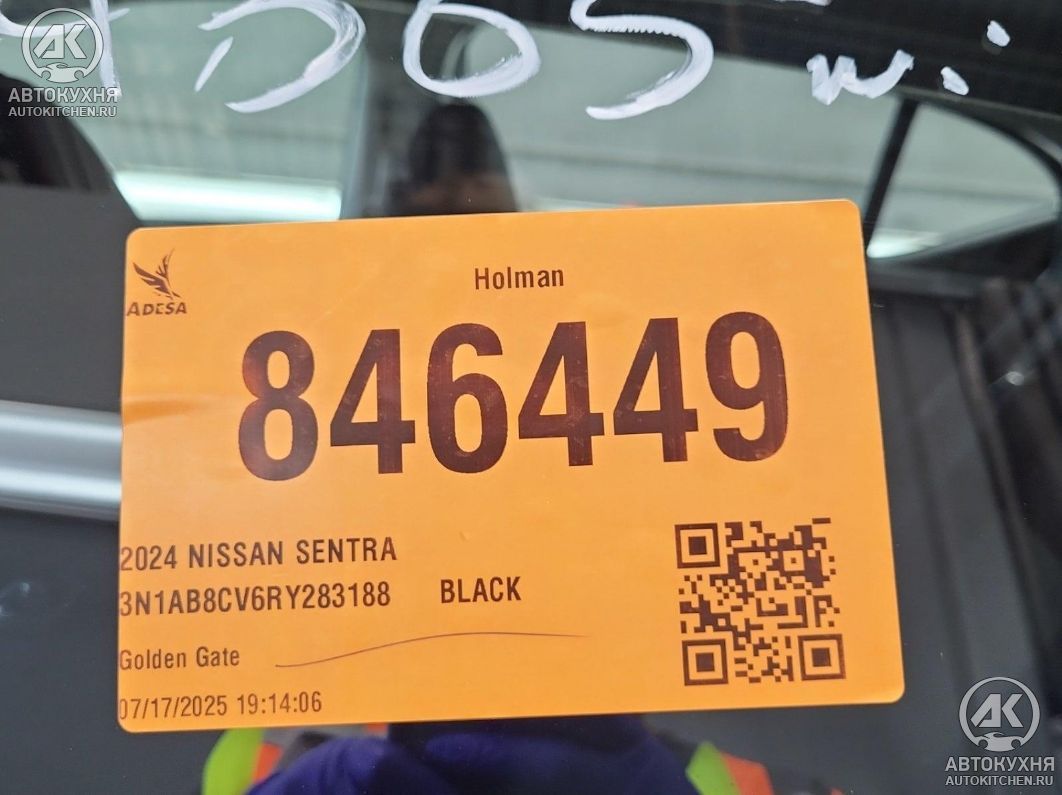 АВТОКУХНЯ
AUTOKITCHEN.RU
ADESA
Holman
846449
2024 NISSAN SENTRA
3N1AB8CV6RY283188 BLACK
Golden Gate
07/17/2025 19:14:06
АК
АВТОКУХНЯ
AUTOKITCHEN.RU